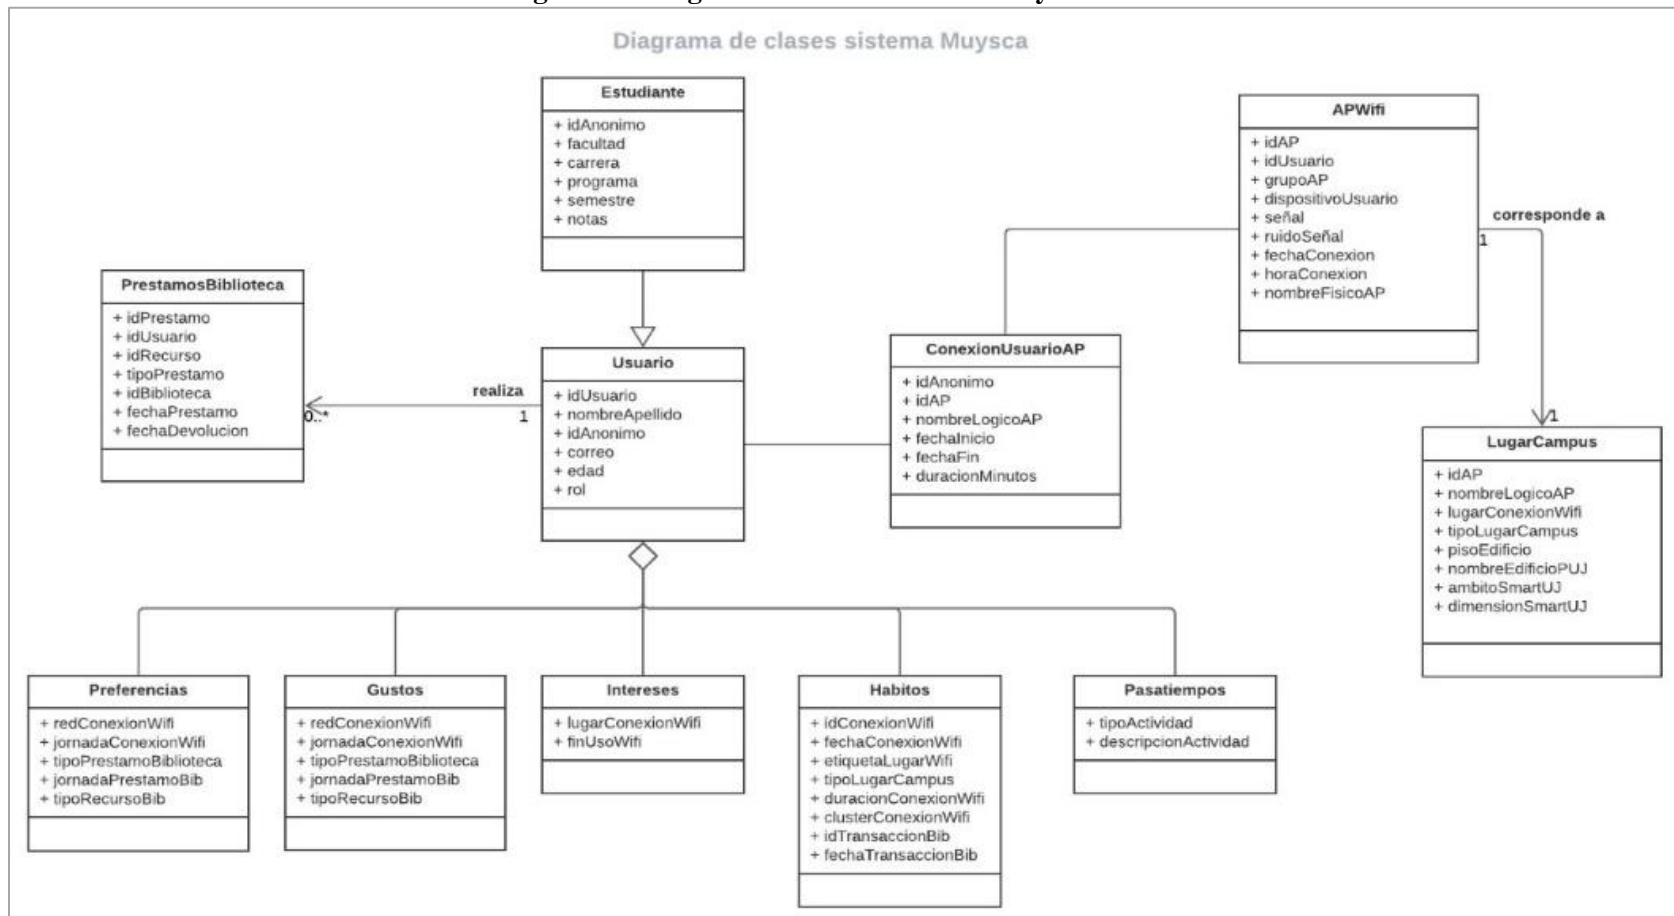 Diagrama de clases sistema Muysca
Estudiante
+ idAnonimo
+ facultad
+ carrera
+ programa
+ semestre
+ notas
APWifi
+ idAP
+ idUsuario
+ grupoAP
+ dispositivoUsuario
+ señal
+ ruidoSeñal
+ fechaConexion
+ horaConexion
+ nombreFisicoAP
corresponde a
1
1
PrestamosBiblioteca
+ idPrestamo
+ idUsuario
+ idRecurso
+ tipoPrestamo
+ idBiblioteca
+ fechaPrestamo
+ fechaDevolucion
realiza
0..*
1
Usuario
+ idUsuario
+ nombreApellido
+ idAnonimo
+ correo
+ edad
+ rol
ConexionUsuarioAP
+ idAnonimo
+ idAP
+ nombreLogicoAP
+ fechaInicio
+ fechaFin
+ duracionMinutos
LugarCampus
+ idAP
+ nombreLogicoAP
+ lugarConexionWifi
+ tipoLugarCampus
+ pisoEdificio
+ nombreEdificioPUJ
+ ambitoSmartUJ
+ dimensionSmartUJ
Preferencias
+ redConexionWifi
+ jornadaConexionWifi
+ tipoPrestamoBiblioteca
+ jornadaPrestamoBib
+ tipoRecursoBib
Gustos
+ redConexionWifi
+ jornadaConexionWifi
+ tipoPrestamoBiblioteca
+ jornadaPrestamoBib
+ tipoRecursoBib
Intereses
+ lugarConexionWifi
+ finUsoWifi
Habitos
+ idConexionWifi
+ fechaConexionWifi
+ etiquetaLugarWifi
+ tipoLugarCampus
+ duracionConexionWifi
+ clusterConexionWifi
+ idTransaccionBib
+ fechaTransaccionBib
Pasatiempos
+ tipoActividad
+ descripcionActividad